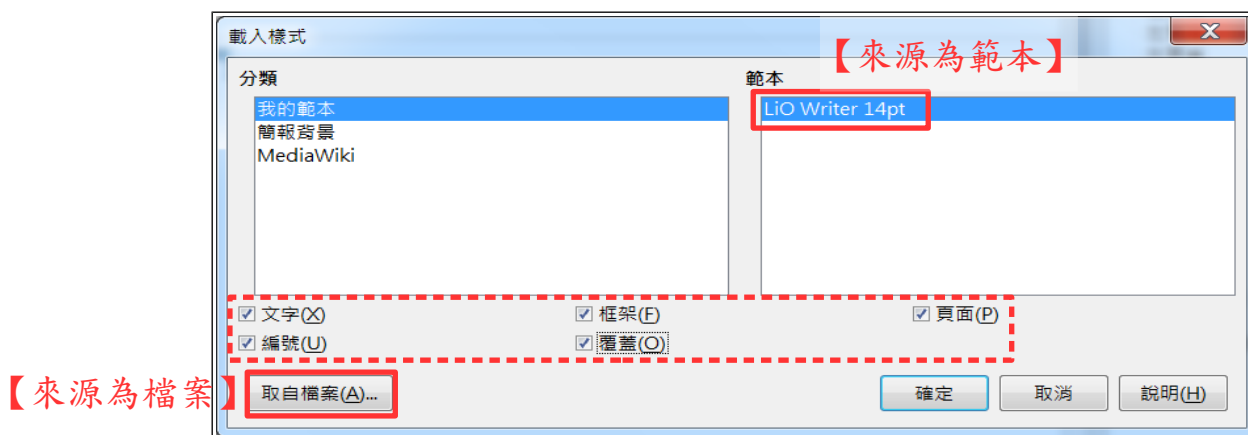 載入樣式
【來源為範本】
分類
範本
我的範本
簡報背景
MediaWiki
LiO Writer 14pt
文字(X) 框架(F) 頁面(P)
編號(U) 覆蓋(O)
【來源為檔案】
取自檔案(A)... 確定 取消 說明(H)